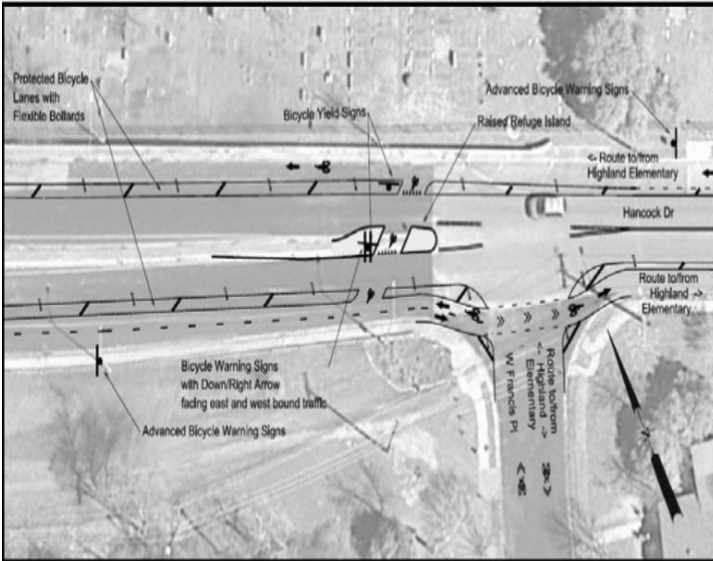 Protected Bicycle
Lanes with
Flexible Bollards
Bicycle Yield Signs
Advanced Bicycle Warning Signs
Raised Refuge Island
<- Route to/from
Highland Elementary
Hancock Dr
Route to/from
Highland ->
Elementary
Bicycle Warning Signs
with Down/Right Arrow
facing east and west bound traffic
Advanced Bicycle Warning Signs
Route to/from
<- Highland ->
Elementary
W Francis Pl